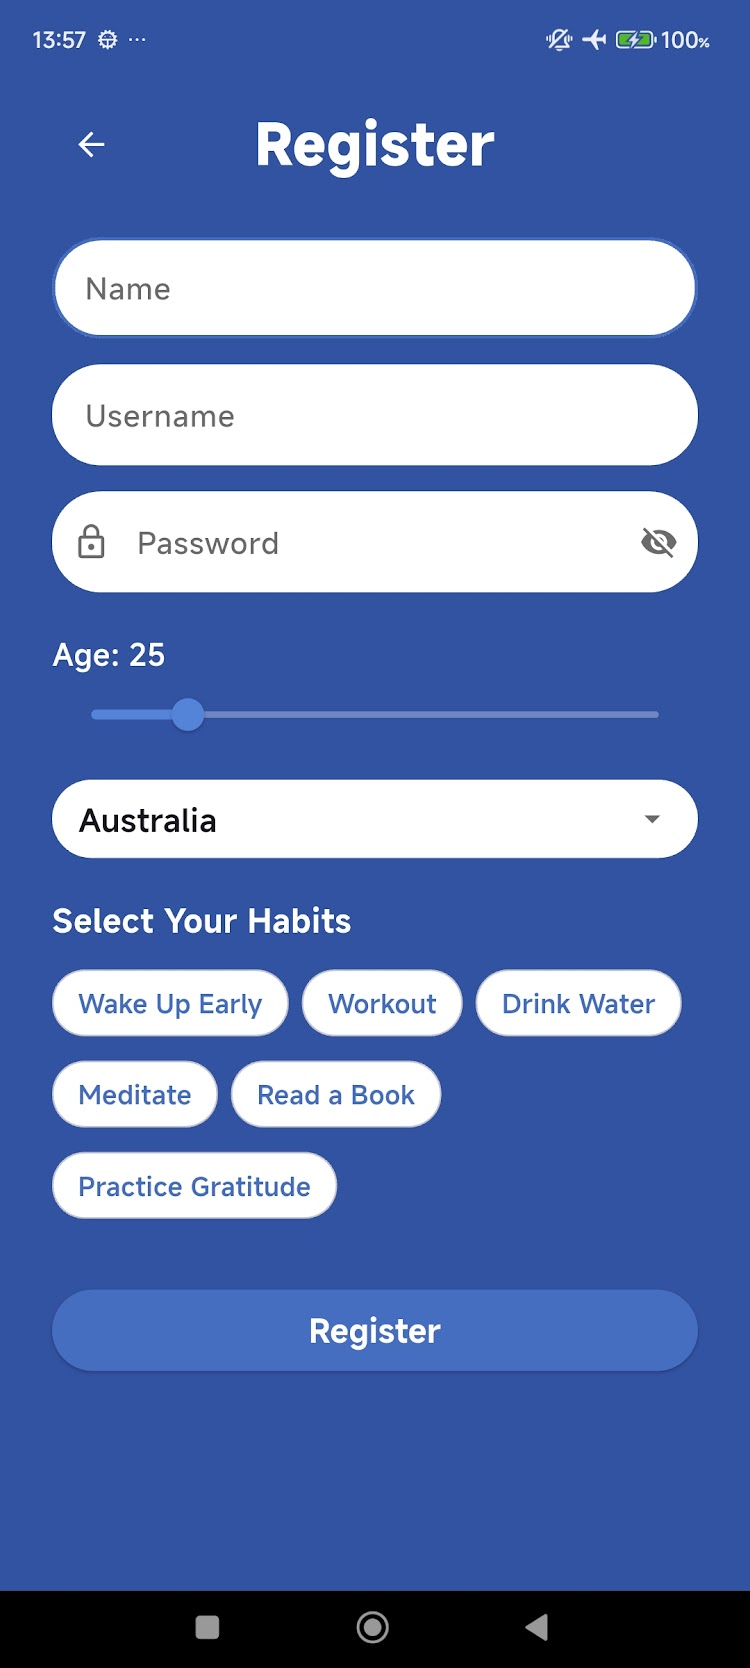 13:57 ... 100%
Register
Name
Username
Password
Age: 25
Australia
Select Your Habits
Wake Up Early Workout Drink Water
Meditate Read a Book
Practice Gratitude
Register